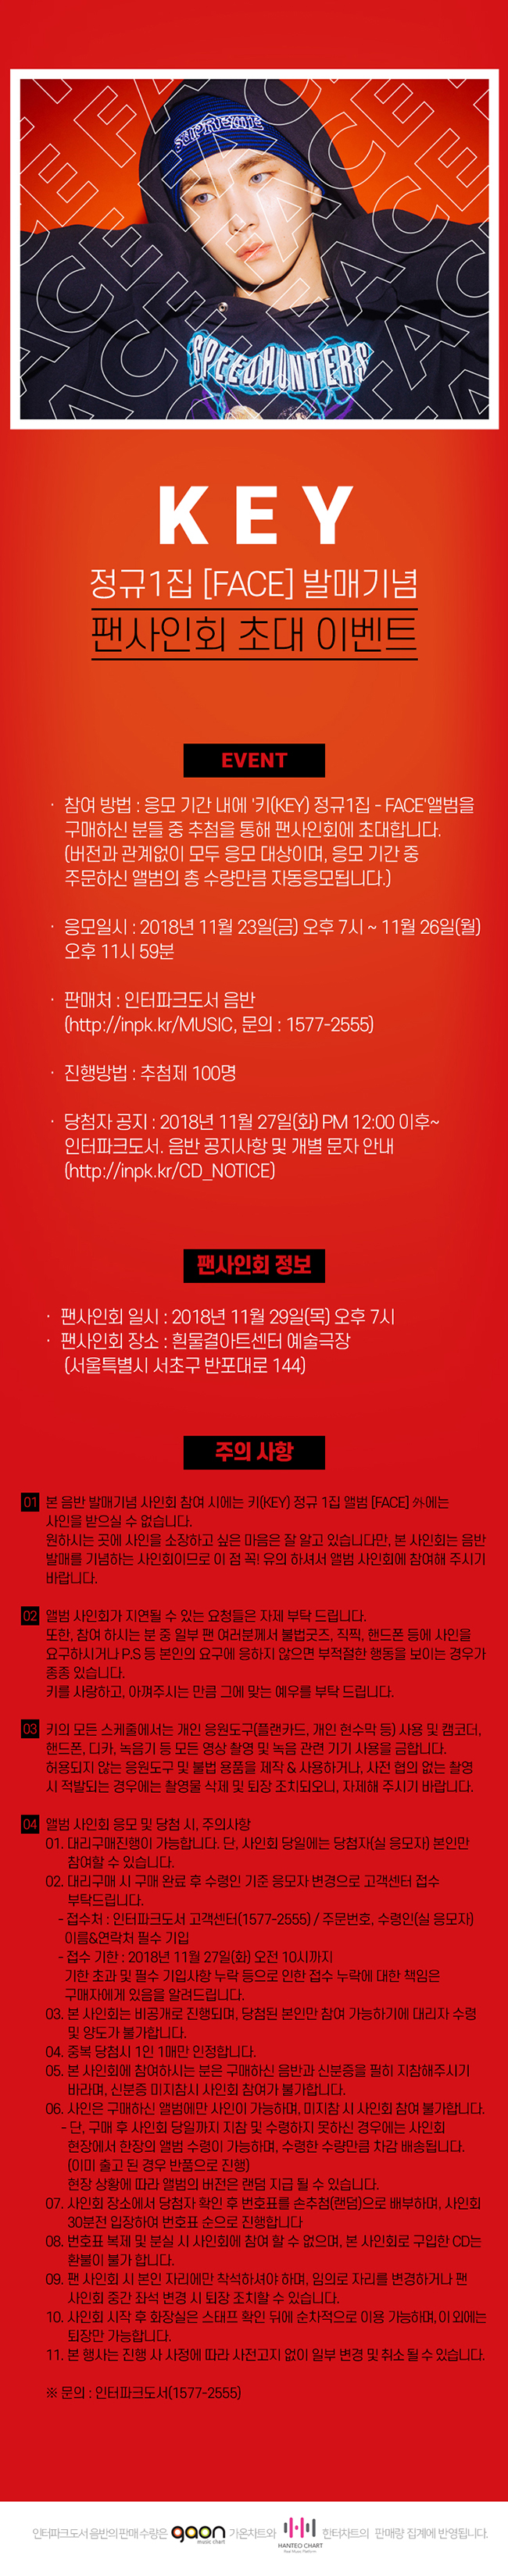 SUPREME
SPEEDHUNTERS
KEY
정규1집 [FACE] 발매기념
팬사인회 초대 이벤트
EVENT
· 참여 방법 : 응모 기간 내에 '키(KEY) 정규1집 - FACE'앨범을
구매하신 분들 중 추첨을 통해 팬사인회에 초대합니다.
(버전과 관계없이 모두 응모 대상이며, 응모 기간 중
주문하신 앨범의 총 수량만큼 자동응모됩니다.)
· 응모일시 : 2018년 11월 23일(금) 오후 7시 ~ 11월 26일(월)
오후 11시 59분
· 판매처 : 인터파크도서 음반
(http://inpk.kr/MUSIC, 문의 : 1577-2555)
· 진행방법 : 추첨제 100명
· 당첨자 공지 : 2018년 11월 27일(화) PM 12:00 이후~
인터파크도서. 음반 공지사항 및 개별 문자 안내
(http://inpk.kr/CD_NOTICE)
팬사인회 정보
· 팬사인회 일시 : 2018년 11월 29일(목) 오후 7시
· 팬사인회 장소 : 흰물결아트센터 예술극장
(서울특별시 서초구 반포대로 144)
주의 사항
01 본 음반 발매기념 사인회 참여 시에는 키(KEY) 정규 1집 앨범 [FACE] 外에는
사인을 받으실 수 없습니다.
원하시는 곳에 사인을 소장하고 싶은 마음은 잘 알고 있습니다만, 본 사인회는 음반
발매를 기념하는 사인회이므로 이 점 꼭! 유의 하셔서 앨범 사인회에 참여해 주시기
바랍니다.
02 앨범 사인회가 지연될 수 있는 요청들은 자제 부탁 드립니다.
또한, 참여 하시는 분 중 일부 팬 여러분께서 불법굿즈, 직찍, 핸드폰 등에 사인을
요구하시거나 P.S 등 본인의 요구에 응하지 않으면 부적절한 행동을 보이는 경우가
종종 있습니다.
키를 사랑하고, 아껴주시는 만큼 그에 맞는 예우를 부탁 드립니다.
03 키의 모든 스케줄에서는 개인 응원도구(플랜카드, 개인 현수막 등) 사용 및 캠코더,
핸드폰, 디카, 녹음기 등 모든 영상 촬영 및 녹음 관련 기기 사용을 금합니다.
허용되지 않는 응원도구 및 불법 용품을 제작 & 사용하거나, 사전 협의 없는 촬영
시 적발되는 경우에는 촬영물 삭제 및 퇴장 조치되오니, 자제해 주시기 바랍니다.
04 앨범 사인회 응모 및 당첨 시, 주의사항
01. 대리구매진행이 가능합니다. 단, 사인회 당일에는 당첨자(실 응모자) 본인만
참여할 수 있습니다.
02. 대리구매 시 구매 완료 후 수령인 기준 응모자 변경으로 고객센터 접수
부탁드립니다.
- 접수처 : 인터파크도서 고객센터(1577-2555) / 주문번호, 수령인(실 응모자)
이름&연락처 필수 기입
- 접수 기한 : 2018년 11월 27일(화) 오전 10시까지
기한 초과 및 필수 기입사항 누락 등으로 인한 접수 누락에 대한 책임은
구매자에게 있음을 알려드립니다.
03. 본 사인회는 비공개로 진행되며, 당첨된 본인만 참여 가능하기에 대리자 수령
및 양도가 불가합니다.
04. 중복 당첨시 1인 1매만 인정합니다.
05. 본 사인회에 참여하시는 분은 구매하신 음반과 신분증을 필히 지참해주시기
바라며, 신분증 미지참시 사인회 참여가 불가합니다.
06. 사인은 구매하신 앨범에만 사인이 가능하며, 미지참 시 사인회 참여 불가합니다.
- 단, 구매 후 사인회 당일까지 지참 및 수령하지 못하신 경우에는 사인회
현장에서 한장의 앨범 수령이 가능하며, 수령한 수량만큼 차감 배송됩니다.
(이미 출고 된 경우 반품으로 진행)
현장 상황에 따라 앨범의 버전은 랜덤 지급 될 수 있습니다.
07. 사인회 장소에서 당첨자 확인 후 번호표를 손추첨(랜덤)으로 배부하며, 사인회
30분전 입장하여 번호표 순으로 진행합니다
08. 번호표 복제 및 분실 시 사인회에 참여 할 수 없으며, 본 사인회로 구입한 CD는
환불이 불가 합니다.
09. 팬 사인회 시 본인 자리에만 착석하셔야 하며, 임의로 자리를 변경하거나 팬
사인회 중간 좌석 변경 시 퇴장 조치할 수 있습니다.
10. 사인회 시작 후 화장실은 스태프 확인 뒤에 순차적으로 이용 가능하며, 이 외에는
퇴장만 가능합니다.
11. 본 행사는 진행 사 사정에 따라 사전고지 없이 일부 변경 및 취소 될 수 있습니다.
※ 문의 : 인터파크도서(1577-2555)
인터파크도서 음반의 판매 수량은 gaon music chart 가온차트와 HANTEO CHART Real Music Platform 한터차트의 판매량 집계에 반영됩니다.